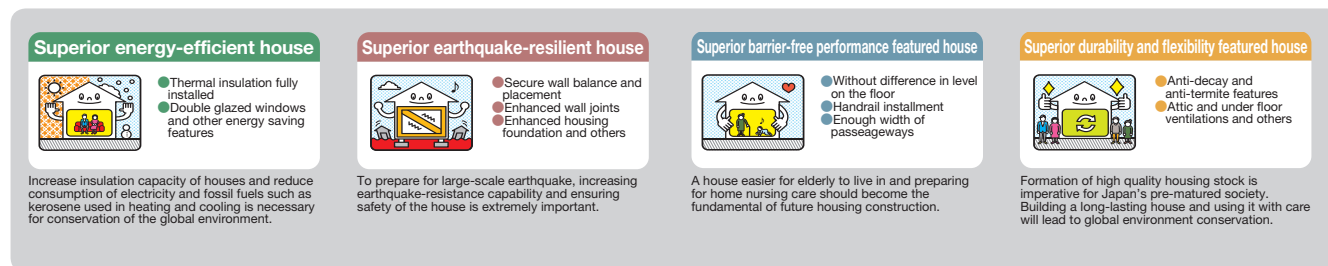 Superior energy-efficient house
●Thermal insulation fully
installed
●Double glazed windows
and other energy saving
features
Increase insulation capacity of houses and reduce
consumption of electricity and fossil fuels such as
kerosene used in heating and cooling is necessary
for conservation of the global environment.
Superior earthquake-resilient house
●Secure wall balance and
placement
●Enhanced wall joints
●Enhanced housing
foundation and others
To prepare for large-scale earthquake, increasing
earthquake-resistance capability and ensuring
safety of the house is extremely important.
Superior barrier-free performance featured house
●Without difference in level
on the floor
●Handrail installment
●Enough width of
passeageways
A house easier for elderly to live in and preparing
for home nursing care should become the
fundamental of future housing construction.
Superior durability and flexibility featured house
●Anti-decay and
anti-termite features
●Attic and under floor
ventilations and others
Formation of high quality housing stock is
imperative for Japan's pre-matured society.
Building a long-lasting house and using it with care
will lead to global environment conservation.